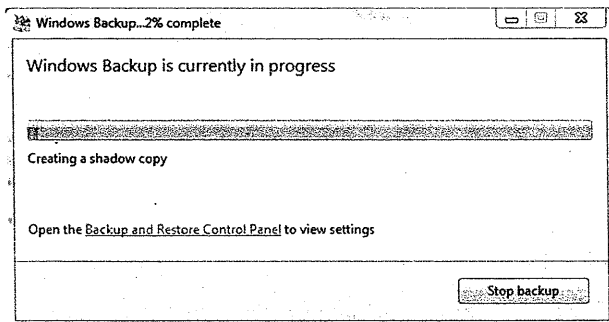 Windows Backup...2% complete
Windows Backup is currently in progress
Creating a shadow copy
Open the Backup and Restore Control Panel to view settings
Stop backup